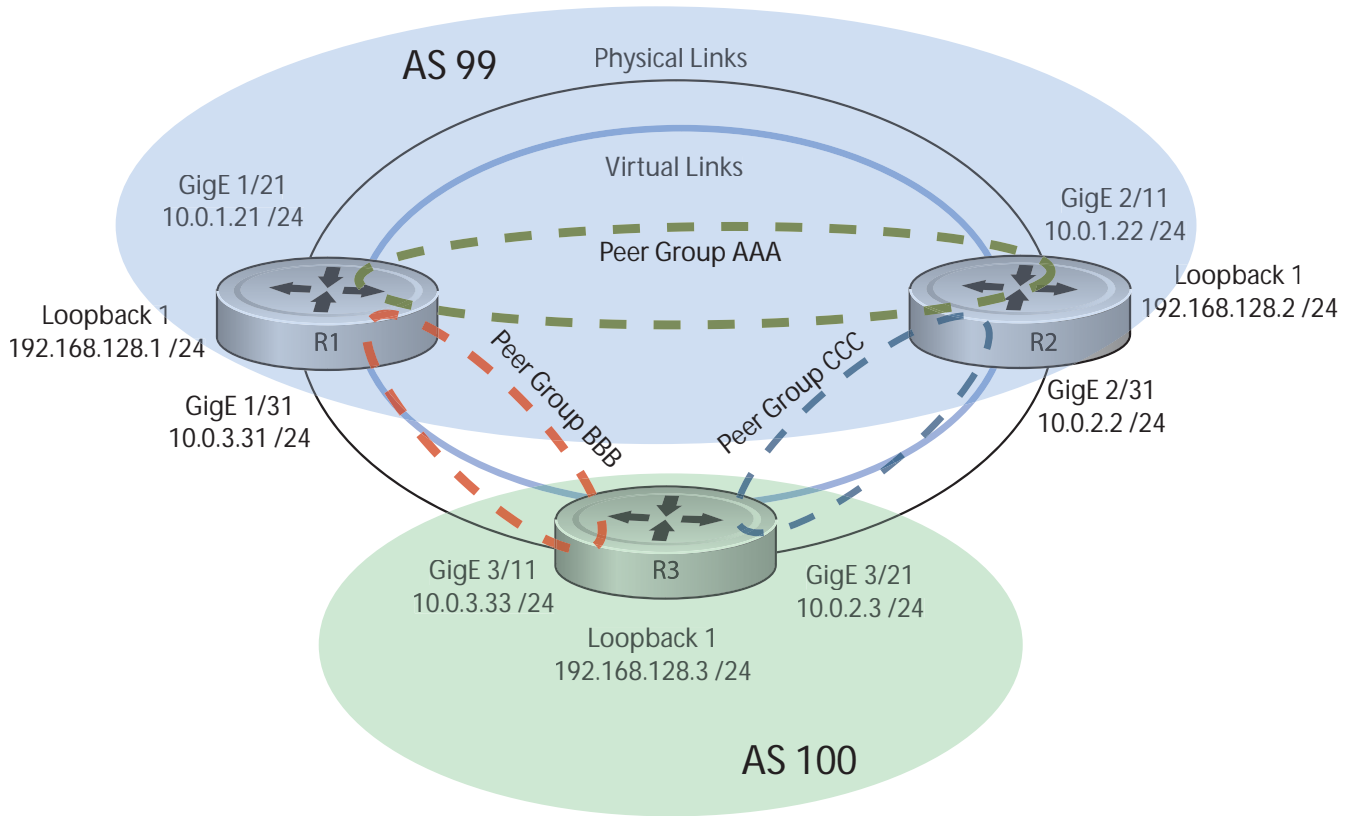 AS 99
Physical Links
Virtual Links
GigE 1/21
10.0.1.21 /24
GigE 2/11
10.0.1.22 /24
Peer Group AAA
Loopback 1
192.168.128.1 /24
R1
R2
Loopback 1
192.168.128.2 /24
GigE 1/31
10.0.3.31 /24
Peer Group BBB
Peer Group CCC
GigE 2/31
10.0.2.2 /24
GigE 3/11
10.0.3.33 /24
R3
GigE 3/21
10.0.2.3 /24
Loopback 1
192.168.128.3 /24
AS 100